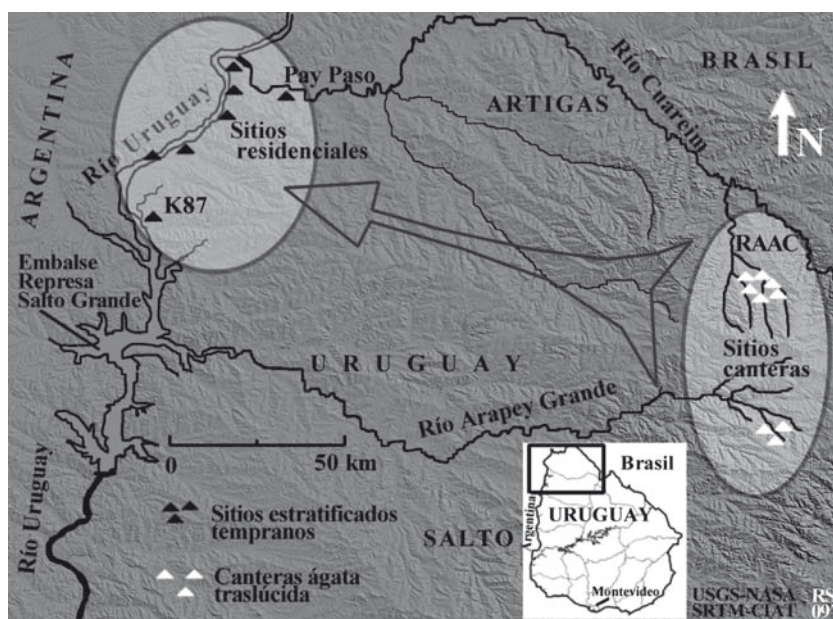 BRASIL
Río Cuareim
N
ARTIGAS
Pay Paso
ARGENTINA
Río Uruguay
Sitios
residenciales
K87
RAAC
Embalse
Represa
Salto Grande
Sitios
canteras
URUGUAY
Río Arapey Grande
0 50 km
Río Uruguay
Sitios estratificados
tempranos
Canteras ágata
traslúcida
SALTO
Brasil
Argentina
URUGUAY
Montevideo
USGS-NASA RS
SRTM-CIAT 09